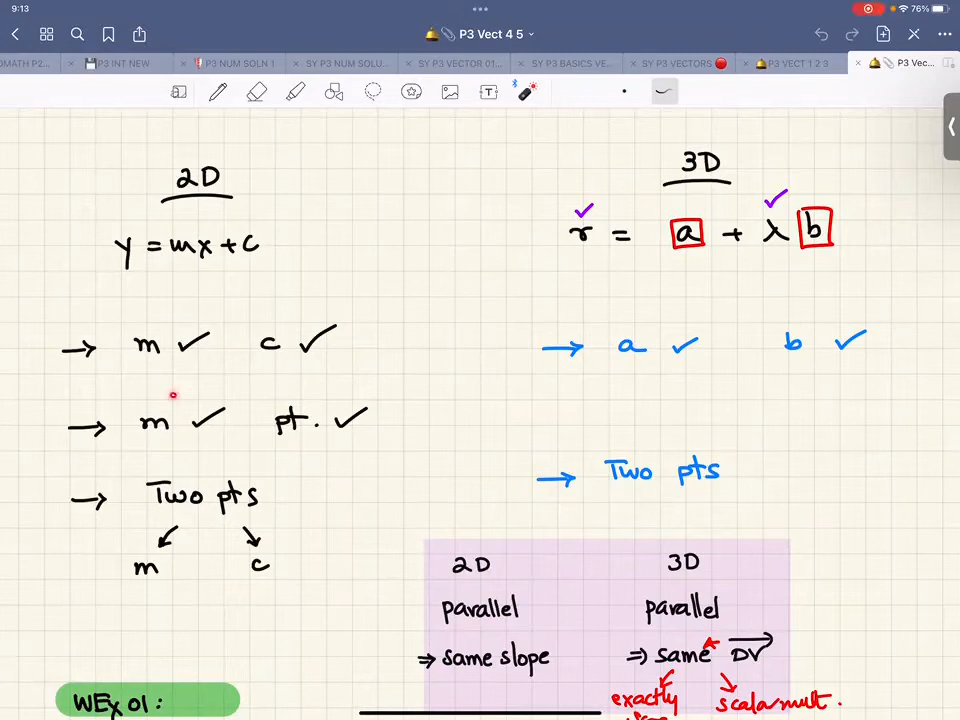 9:13
76%
P3 Vect 4 5
OMATH P2...
P3 INT NEW
P3 NUM SOLN !
SY P3 NUM SOLU...
SY P3 VECTOR 01...
SY P3 BASICS VE...
SY P3 VECTORS
P3 VECT 1 2 3
P3 Vec...
2D
y = mx + c
→ m ✓ c ✓
→ m ✓ pt. ✓
→ Two pts
m c
3D
r = a + λ b
→ a ✓ b ✓
→ Two pts
2D 3D
parallel parallel
⇒ same slope ⇒ same* DV
exactly scalar mult.
WEx 01: